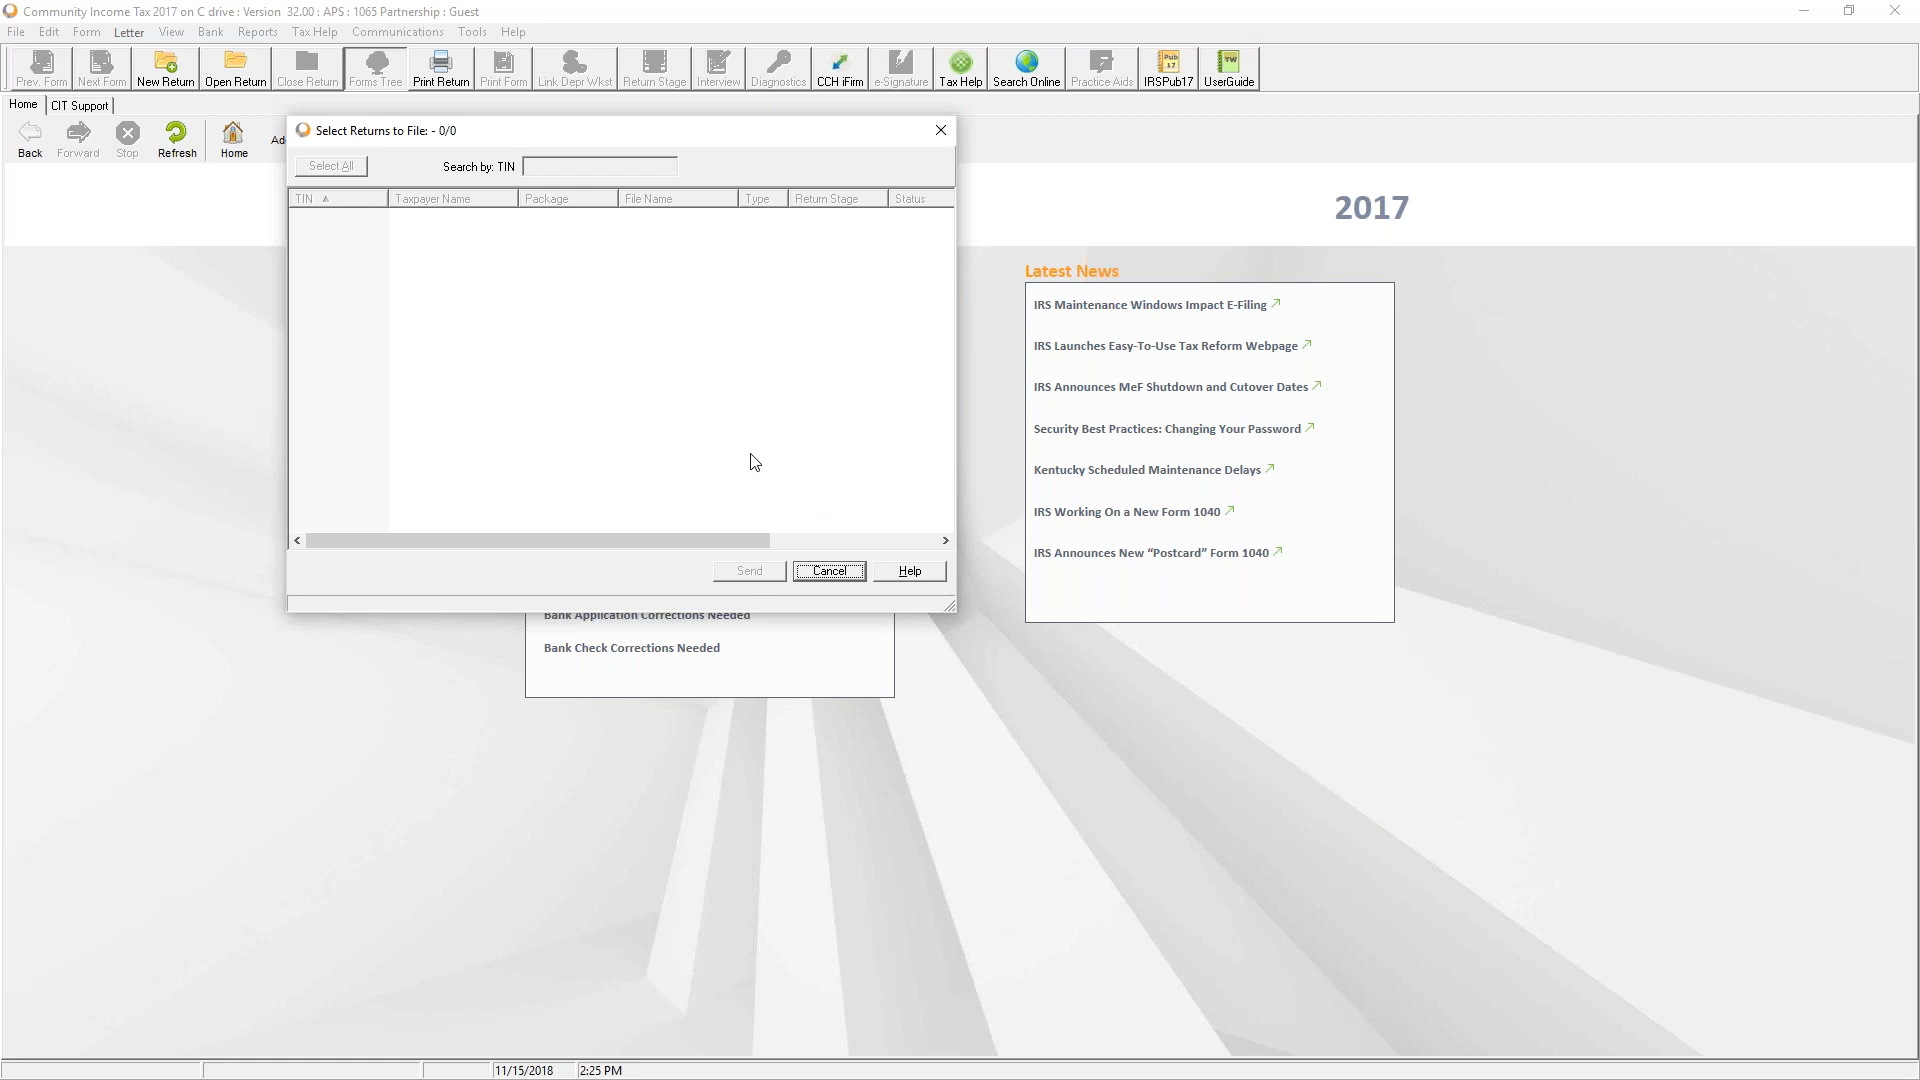 Community Income Tax 2017 on C drive : Version 32.00 : APS : 1065 Partnership : Guest
File Edit Form Letter View Bank Reports Tax Help Communications Tools Help
Prev. Form Next Form New Return Open Return Close Return Forms Tree Print Return Print Form Link Depr Wkst Return Stage Interview Diagnostics CCH iFirm e-Signature Tax Help Search Online Practice Aids IRSPub17 UserGuide
Home CIT Support
Back Forward Stop Refresh Home
Select Returns to File: - 0/0
Select All Search by: TIN
TIN Taxpayer Name Package File Name Type Return Stage Status
Send Cancel Help
Bank Application Corrections Needed
Bank Check Corrections Needed
2017
Latest News
IRS Maintenance Windows Impact E-Filing
IRS Launches Easy-To-Use Tax Reform Webpage
IRS Announces MeF Shutdown and Cutover Dates
Security Best Practices: Changing Your Password
Kentucky Scheduled Maintenance Delays
IRS Working On a New Form 1040
IRS Announces New “Postcard” Form 1040
11/15/2018 2:25 PM